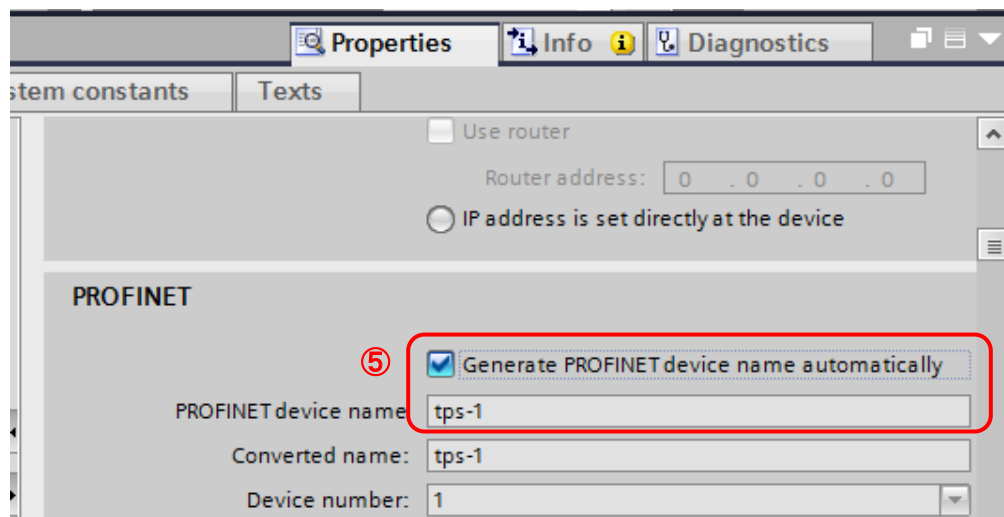 Properties Info Diagnostics
stem constants Texts
Use router
Router address: 0 . 0 . 0 . 0
IP address is set directly at the device
PROFINET
⑤ Generate PROFINET device name automatically
PROFINET device name tps-1
Converted name: tps-1
Device number: 1